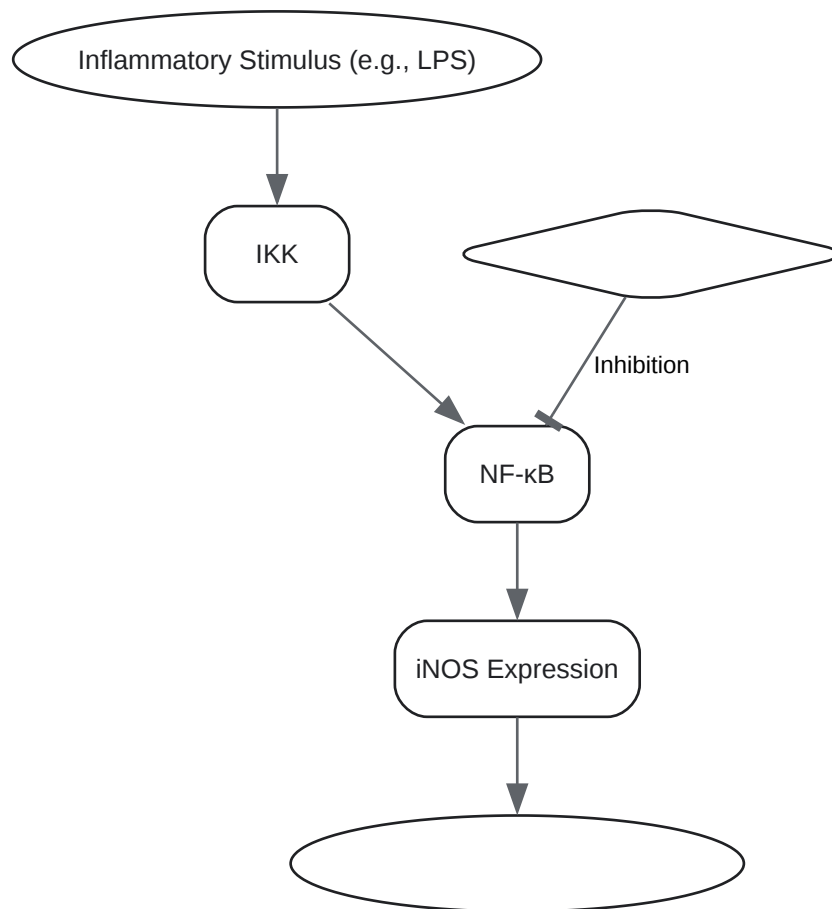 Inflammatory Stimulus (e.g., LPS)
IKK
Inhibition
NF-κB
iNOS Expression